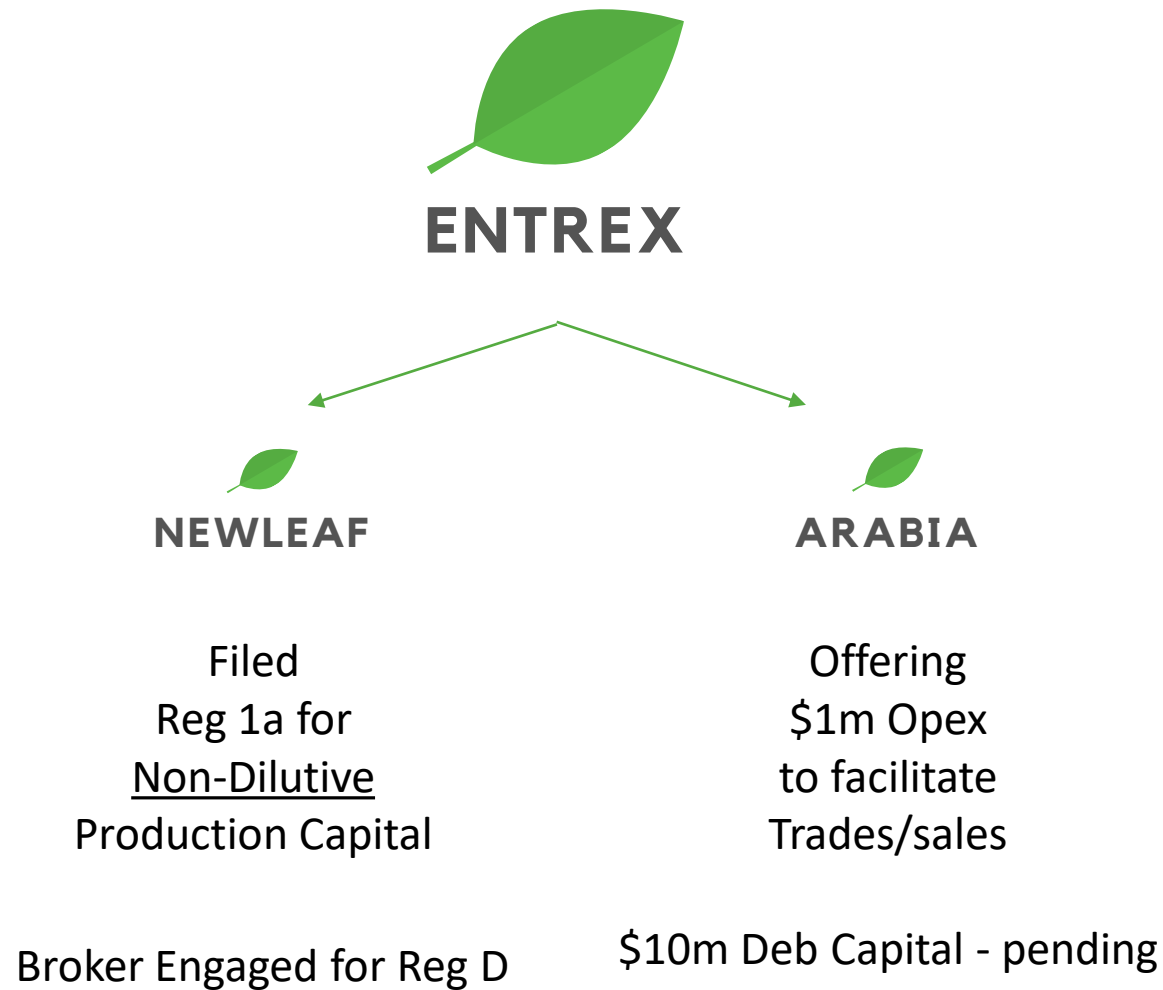 ENTREX
NEWLEAF
Filed
Reg 1a for
Non-Dilutive
Production Capital
Broker Engaged for Reg D
ARABIA
Offering
$1m Opex
to facilitate
Trades/sales
$10m Deb Capital - pending